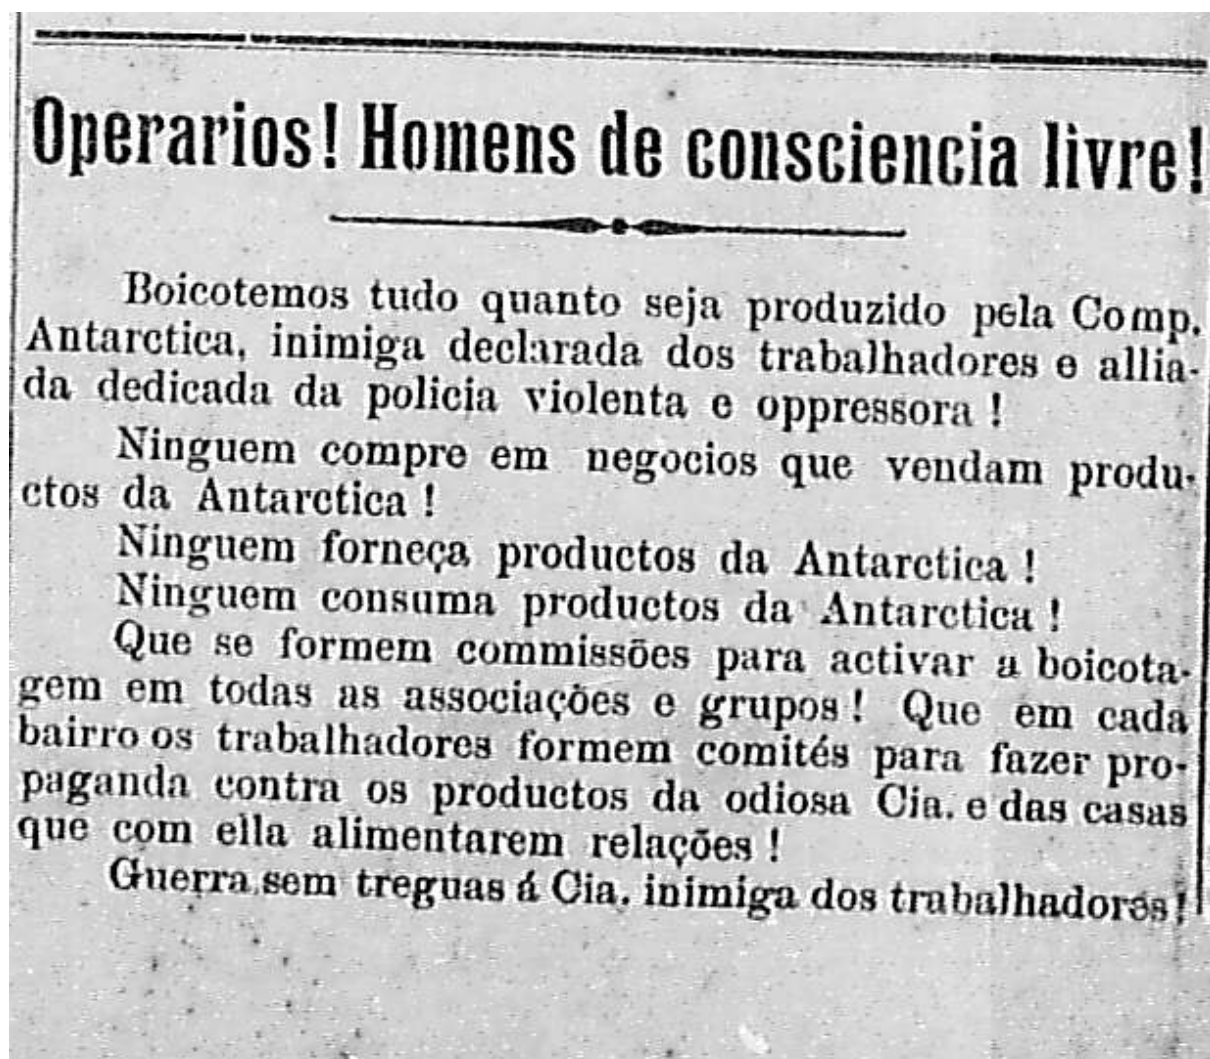 Operarios! Homens de consciencia livre!
Boicotemos tudo quanto seja produzido pela Comp.
Antarctica, inimiga declarada dos trabalhadores e allia-
da dedicada da policia violenta e oppressora !
Ninguem compre em negocios que vendam produ-
ctos da Antarctica !
Ninguem forneça productos da Antarctica !
Ninguem consuma productos da Antarctica !
Que se formem commissões para activar a boicota-
gem em todas as associações e grupos ! Que em cada
bairro os trabalhadores formem comités para fazer pro-
paganda contra os productos da odiosa Cia. e das casas
que com ella alimentarem relações !
Guerra sem treguas á Cia. inimiga dos trabalhadores!